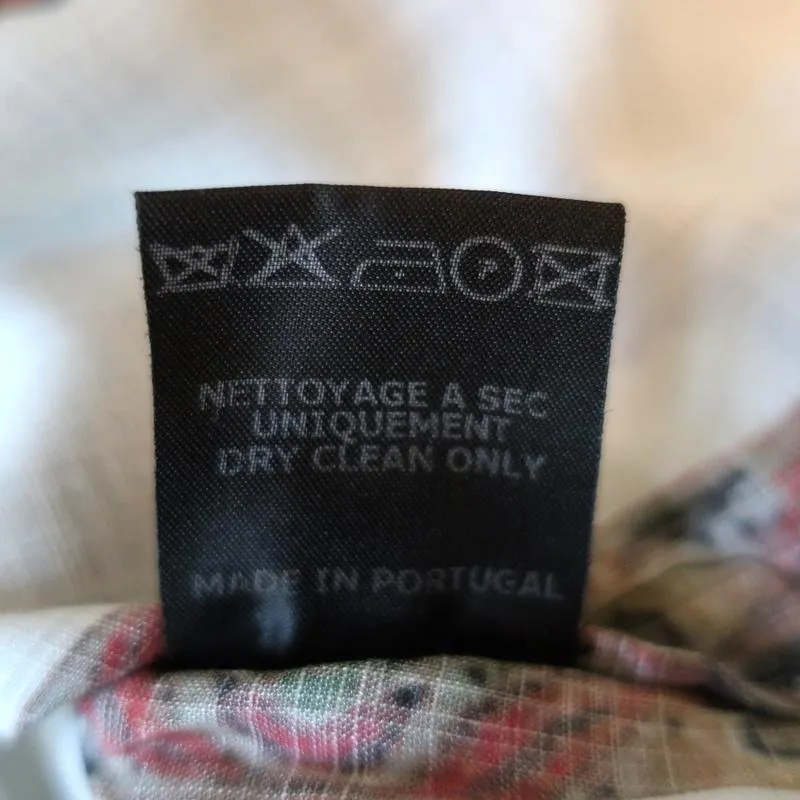 P
NETTOYAGE A SEC
UNIQUEMENT
DRY CLEAN ONLY
MADE IN PORTUGAL